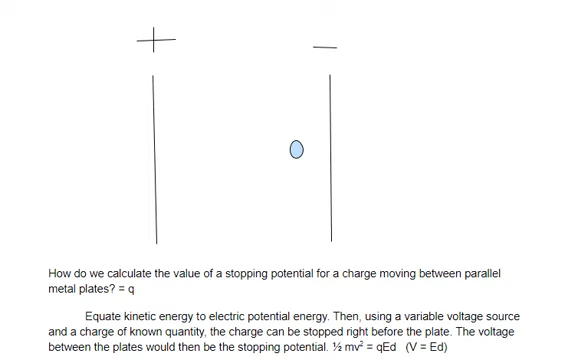 + −
How do we calculate the value of a stopping potential for a charge moving between parallel
metal plates? = q
Equate kinetic energy to electric potential energy. Then, using a variable voltage source
and a charge of known quantity, the charge can be stopped right before the plate. The voltage
between the plates would then be the stopping potential. ½ mv² = qEd (V = Ed)